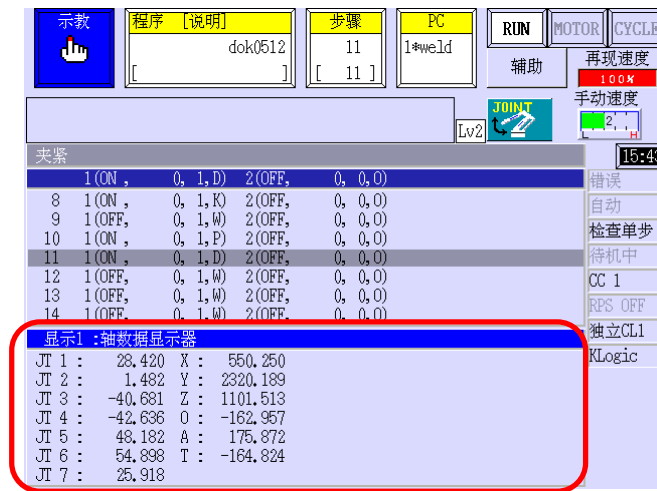 示教
程序 [说明]
dok0512
[ ]
步骤
11
[ 11 ]
PC
1*weld
RUN
MOTOR
CYCLE
辅助
再现速度
100%
手动速度
2
L H
Lv2
JOINT
夹紧
15:43
1(ON , 0, 1,D) 2(OFF, 0, 0,O)
8 1(ON , 0, 1,K) 2(OFF, 0, 0,O)
9 1(OFF, 0, 1,W) 2(OFF, 0, 0,O)
10 1(ON , 0, 1,P) 2(OFF, 0, 0,O)
11 1(ON , 0, 1,D) 2(OFF, 0, 0,O)
12 1(OFF, 0, 1,W) 2(OFF, 0, 0,O)
13 1(OFF, 0, 1,W) 2(OFF, 0, 0,O)
14 1(OFF, 0, 1,W) 2(OFF, 0, 0,O)
错误
自动
检查单步
待机中
CC 1
RPS OFF
独立CL1
KLogic
显示1 :轴数据显示器
JT 1 : 28.420 X : 550.250
JT 2 : 1.482 Y : 2320.189
JT 3 : -40.681 Z : 1101.513
JT 4 : -42.636 O : -162.957
JT 5 : 48.182 A : 175.872
JT 6 : 54.898 T : -164.824
JT 7 : 25.918